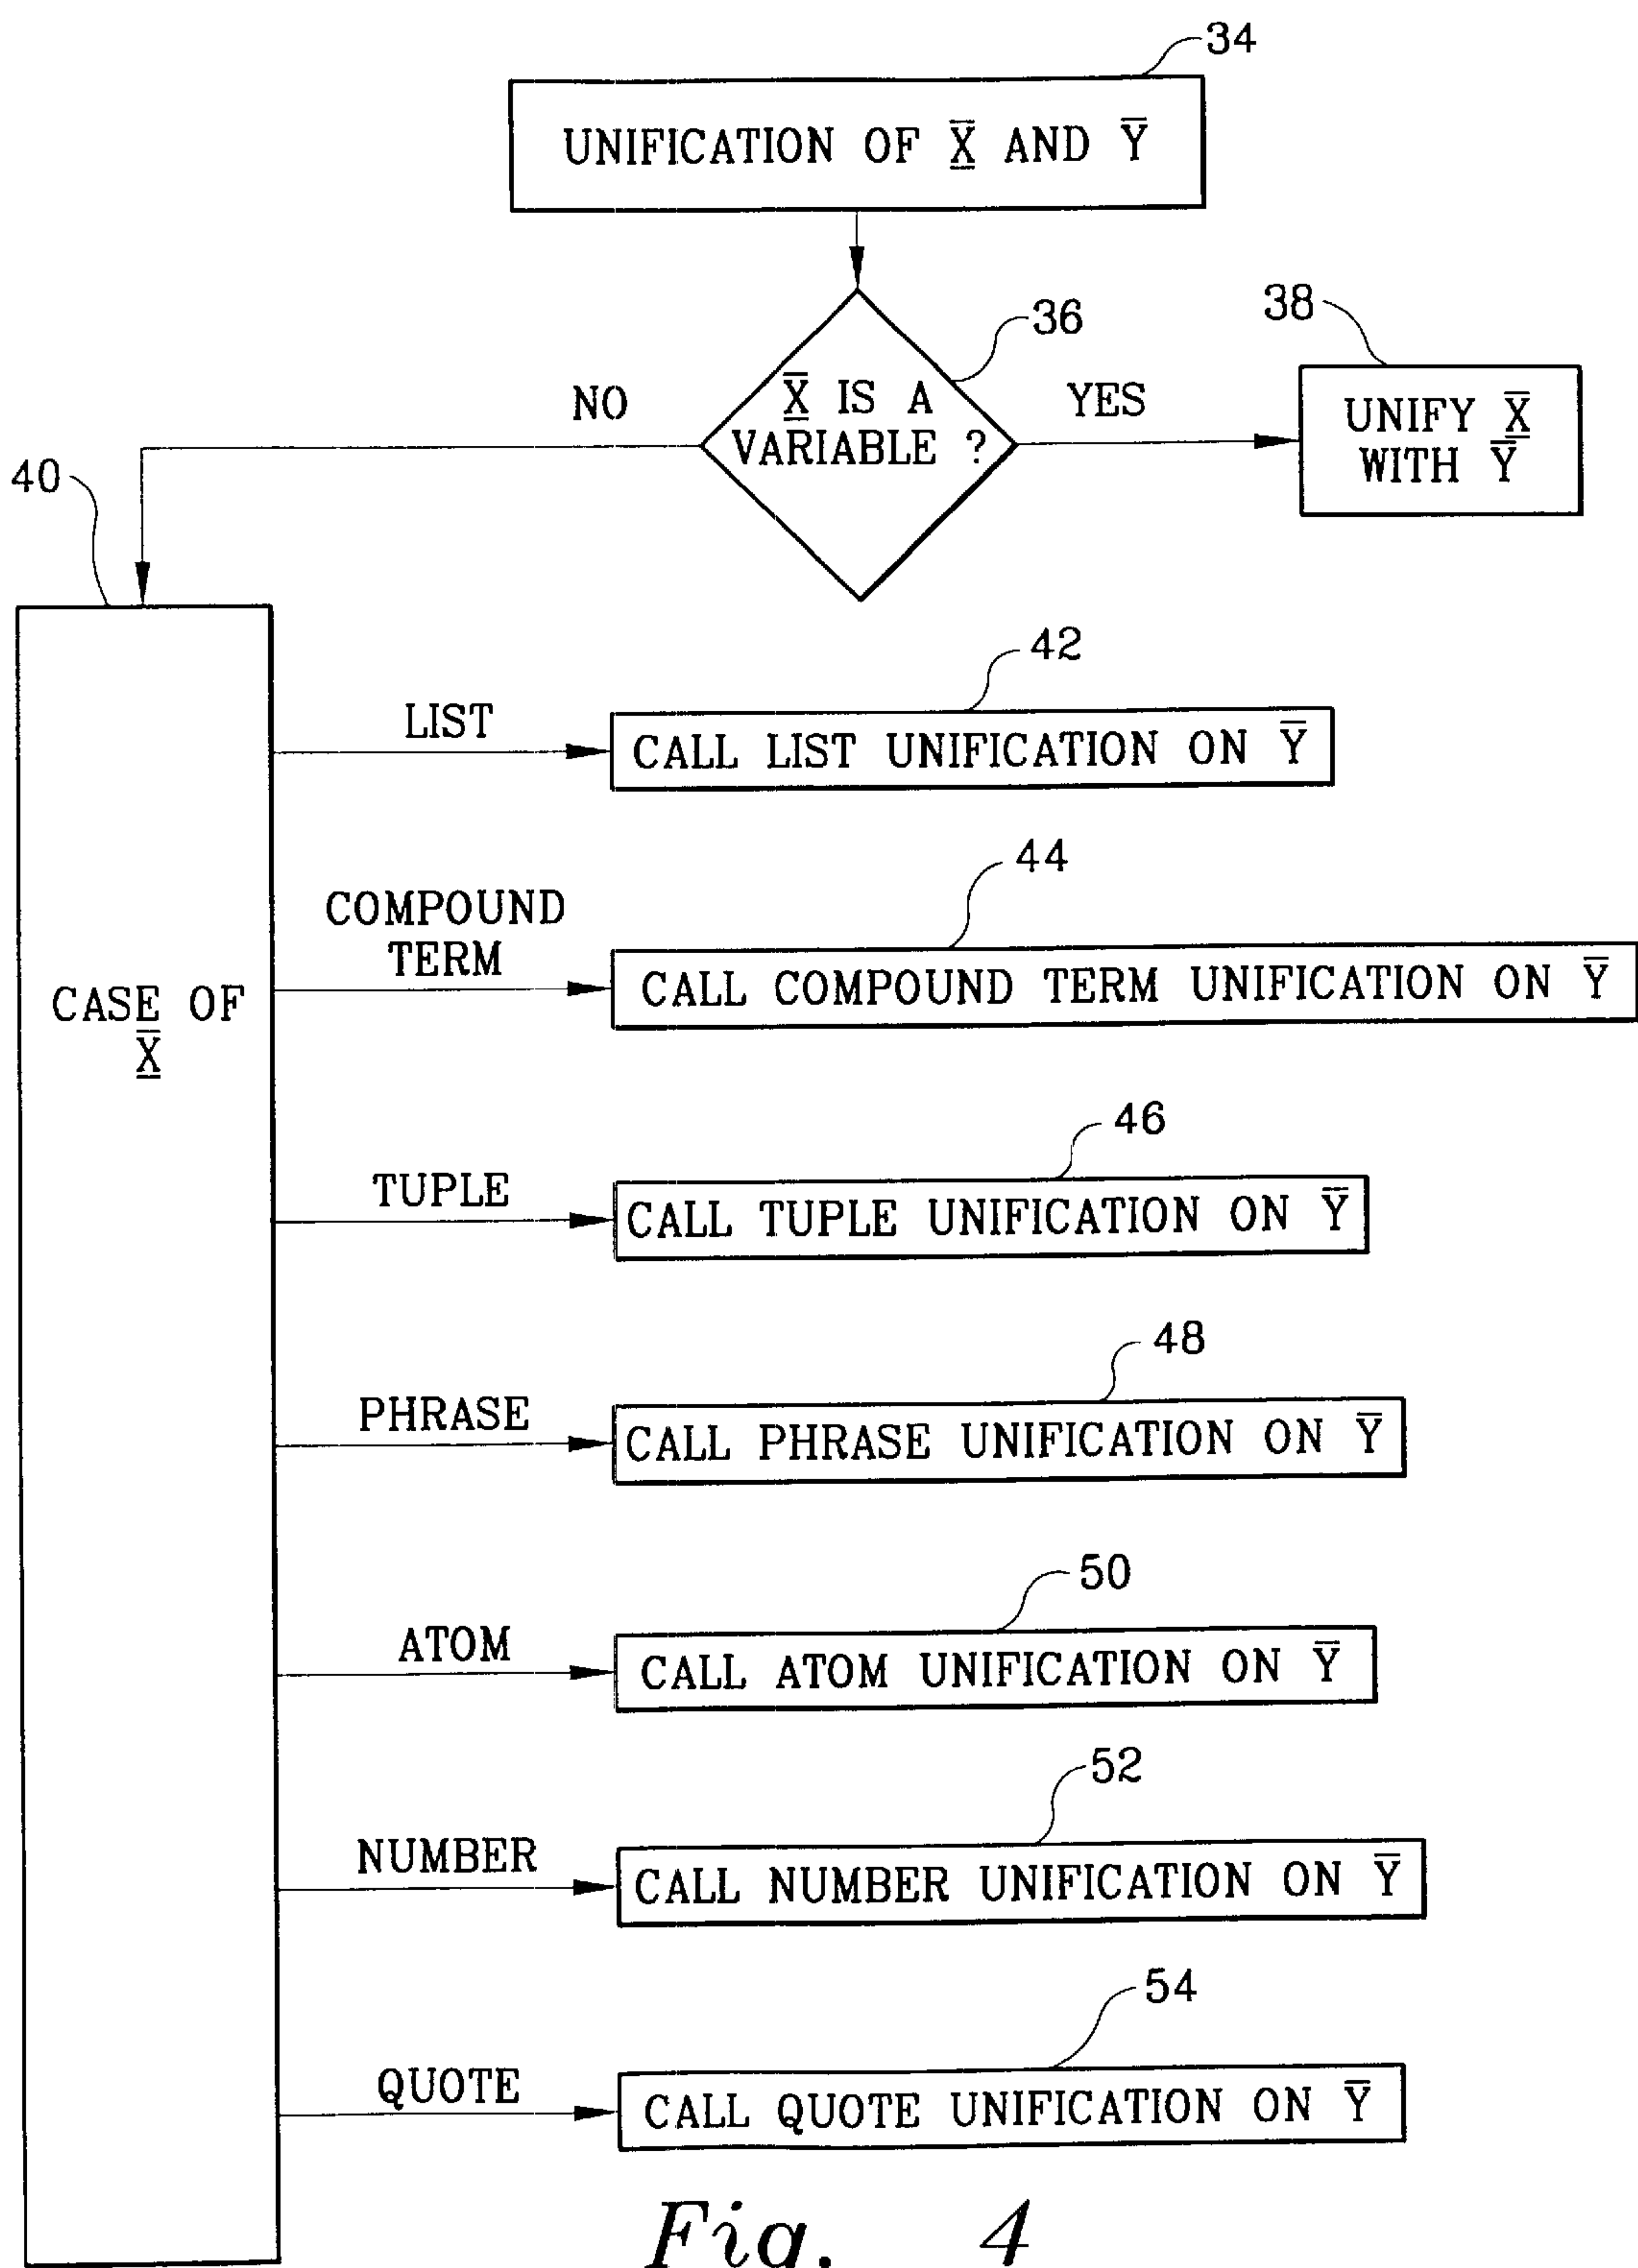 34
UNIFICATION OF X̲̅ AND Y̅
36
38
NO
X̲̅ IS A
VARIABLE ?
YES
UNIFY X̲̅
WITH Y̅
40
CASE OF
X̲̅
42
LIST
CALL LIST UNIFICATION ON Y̅
44
COMPOUND
TERM
CALL COMPOUND TERM UNIFICATION ON Y̅
46
TUPLE
CALL TUPLE UNIFICATION ON Y̅
48
PHRASE
CALL PHRASE UNIFICATION ON Y̅
50
ATOM
CALL ATOM UNIFICATION ON Y̅
52
NUMBER
CALL NUMBER UNIFICATION ON Y̅
54
QUOTE
CALL QUOTE UNIFICATION ON Y̅
Fig. 4